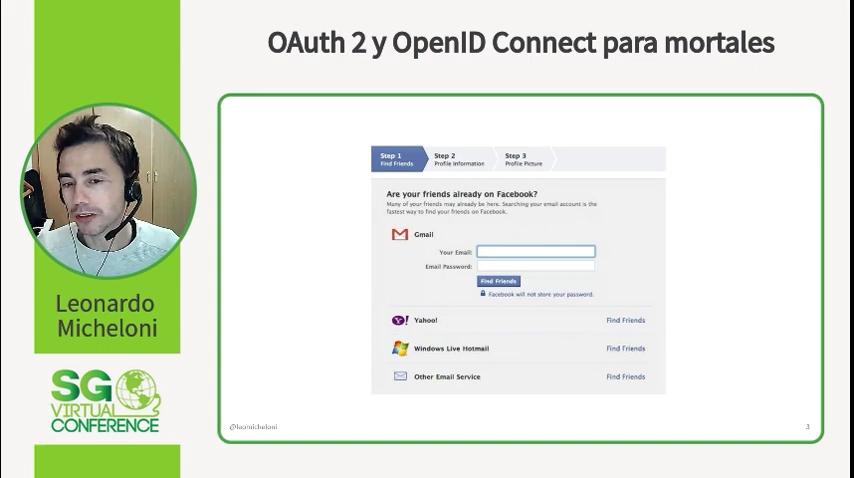 OAuth 2 y OpenID Connect para mortales
Step 1
Find Friends
Step 2
Profile Information
Step 3
Profile Picture
Are your friends already on Facebook?
Many of your friends may already be here. Searching your email account is the
fastest way to find your friends on Facebook.
Gmail
Your Email:
Email Password:
Find Friends
Facebook will not store your password.
Yahoo!
Find Friends
Windows Live Hotmail
Find Friends
Other Email Service
Find Friends
@leomicheloni
3
Leonardo
Micheloni
SG
VIRTUAL
CONFERENCE